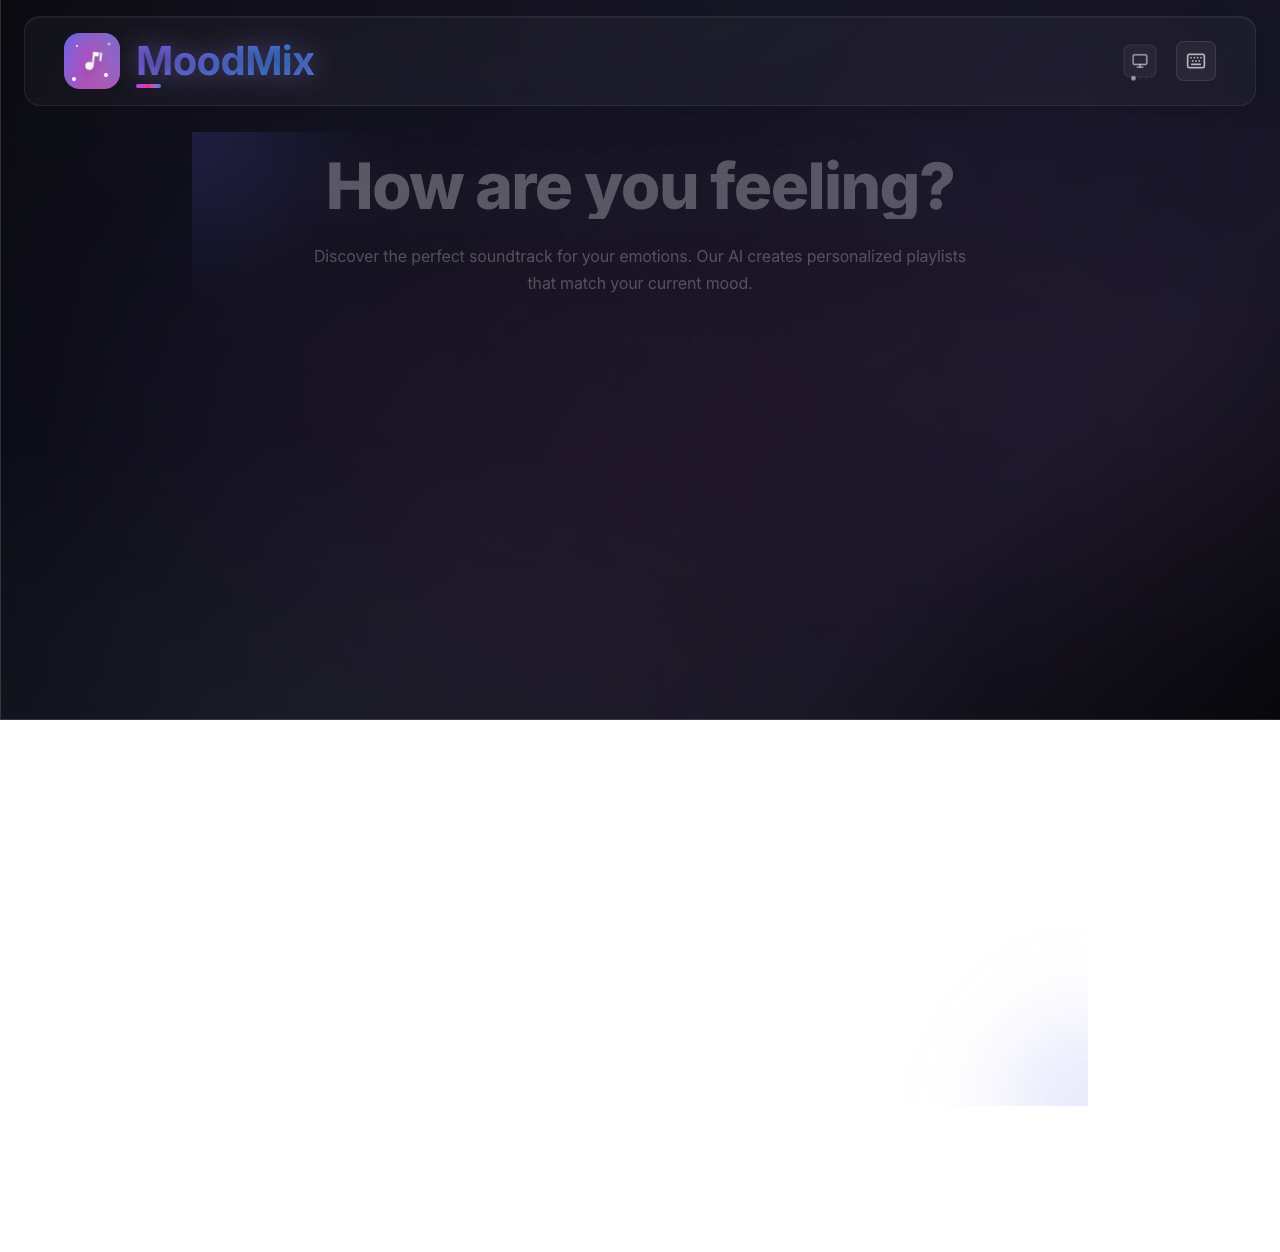 MoodMix
How are you feeling?
Discover the perfect soundtrack for your emotions. Our AI creates personalized playlists
that match your current mood.